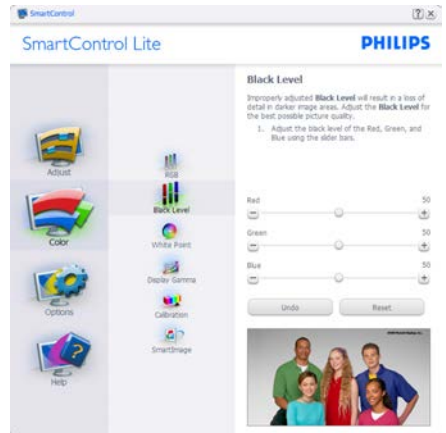 SmartControl
SmartControl Lite
PHILIPS
Adjust
Color
Options
Help
RGB
Black Level
White Point
Display Gamma
Calibration
SmartImage
Black Level
Improperly adjusted Black Level will result in a loss of
detail in darker image areas. Adjust the Black Level for
the best possible picture quality.
1. Adjust the black level of the Red, Green, and
Blue using the slider bars.
Red 50
Green 50
Blue 50
Undo Reset